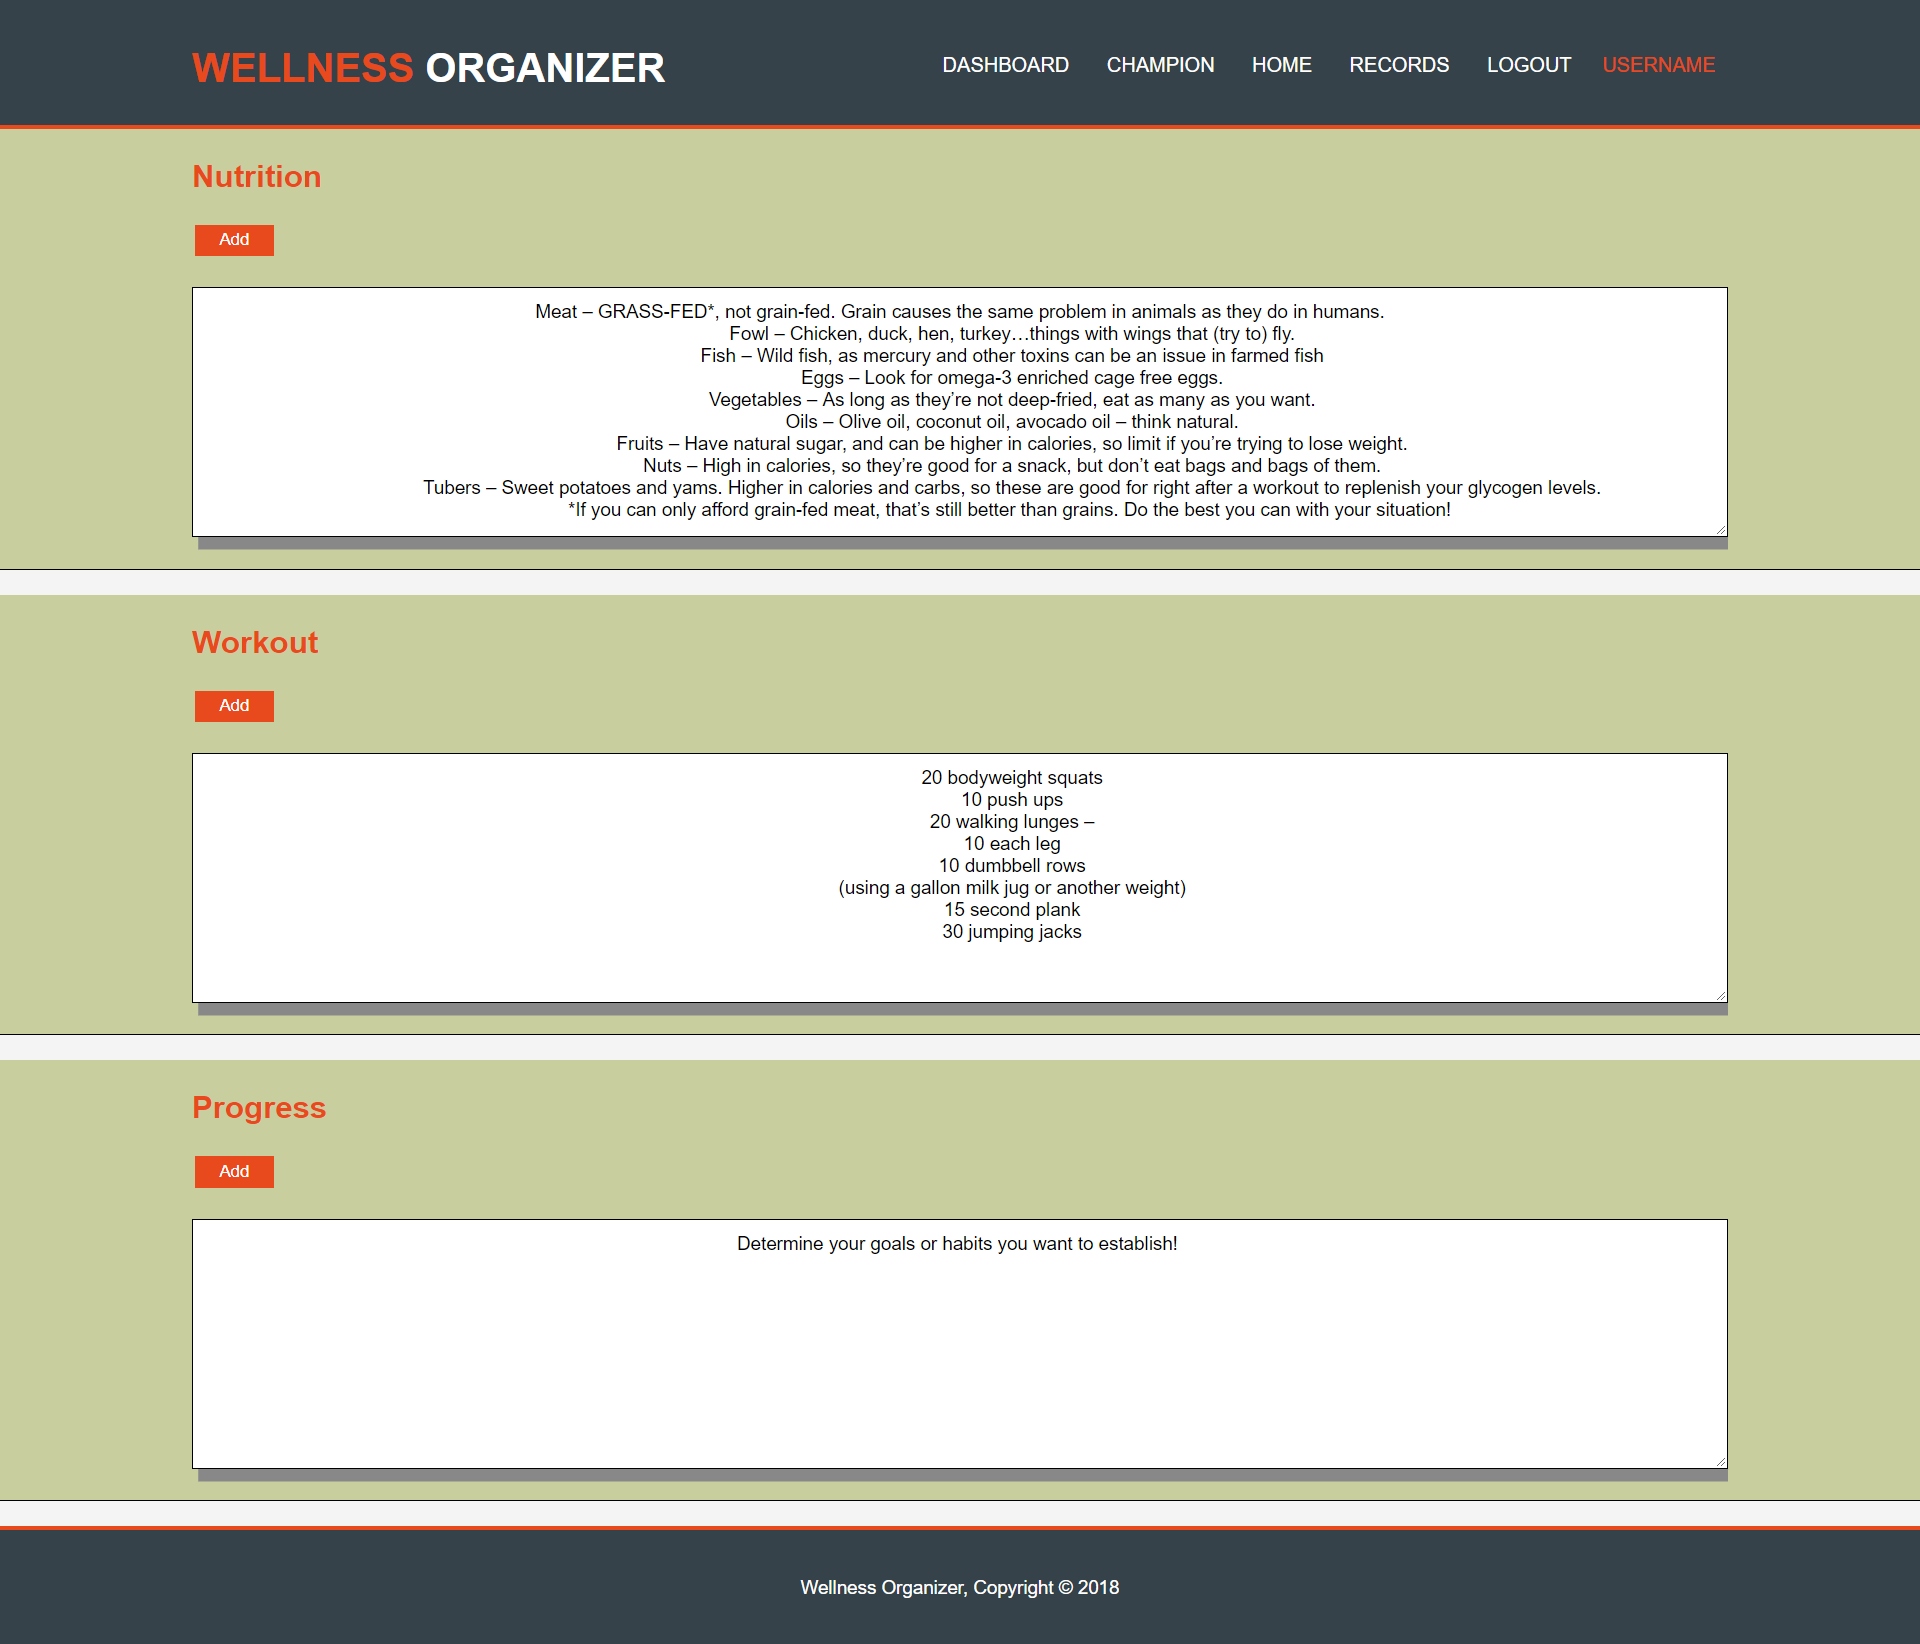 WELLNESS ORGANIZER
DASHBOARD CHAMPION HOME RECORDS LOGOUT USERNAME
Nutrition
Add
Meat – GRASS-FED*, not grain-fed. Grain causes the same problem in animals as they do in humans.
Fowl – Chicken, duck, hen, turkey…things with wings that (try to) fly.
Fish – Wild fish, as mercury and other toxins can be an issue in farmed fish
Eggs – Look for omega-3 enriched cage free eggs.
Vegetables – As long as they’re not deep-fried, eat as many as you want.
Oils – Olive oil, coconut oil, avocado oil – think natural.
Fruits – Have natural sugar, and can be higher in calories, so limit if you’re trying to lose weight.
Nuts – High in calories, so they’re good for a snack, but don’t eat bags and bags of them.
Tubers – Sweet potatoes and yams. Higher in calories and carbs, so these are good for right after a workout to replenish your glycogen levels.
*If you can only afford grain-fed meat, that’s still better than grains. Do the best you can with your situation!
Workout
Add
20 bodyweight squats
10 push ups
20 walking lunges –
10 each leg
10 dumbbell rows
(using a gallon milk jug or another weight)
15 second plank
30 jumping jacks
Progress
Add
Determine your goals or habits you want to establish!
Wellness Organizer, Copyright © 2018